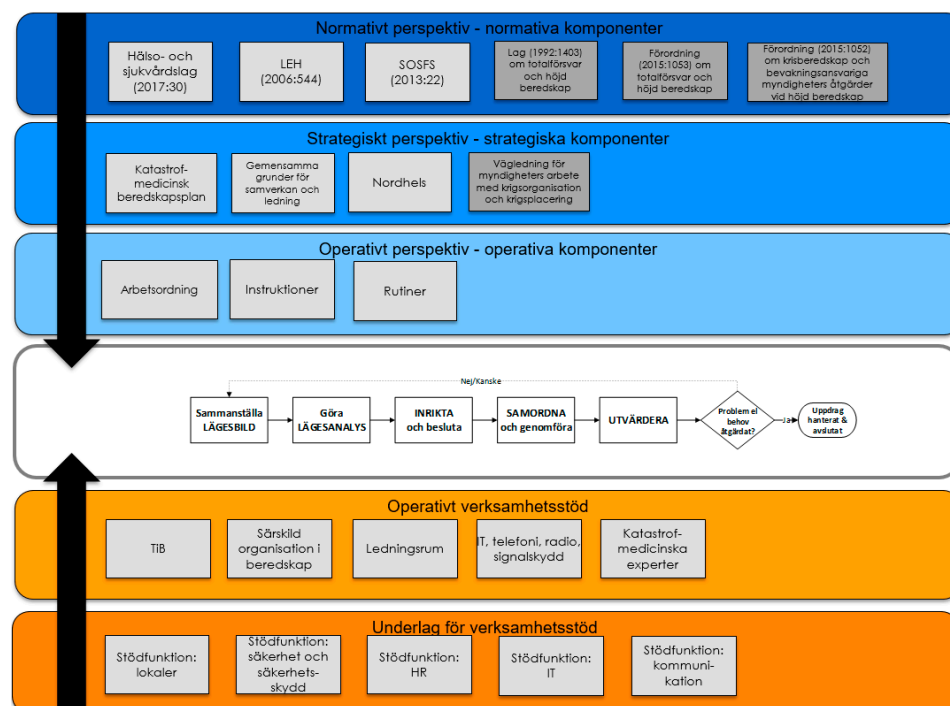 Normativt perspektiv - normativa komponenter
Hälso- och
sjukvårdslag
(2017:30)
LEH
(2006:544)
SOSFS
(2013:22)
Lag (1992:1403)
om totalförsvar
och höjd
beredskap
Förordning
(2015:1053) om
totalförsvar och
höjd beredskap
Förordning (2015:1052)
om krisberedskap och
bevakningsansvariga
myndigheters åtgärder
vid höjd beredskap
Strategiskt perspektiv - strategiska komponenter
Katastrof-
medicinsk
beredskapsplan
Gemensamma
grunder för
samverkan och
ledning
Nordhels
Vägledning för
myndigheters arbete
med krigsorganisation
och krigsplacering
Operativt perspektiv - operativa komponenter
Arbetsordning
Instruktioner
Rutiner
Nej/Kanske
Sammanställa
LÄGESBILD
Göra
LÄGESANALYS
INRIKTA
och besluta
SAMORDNA
och genomföra
UTVÄRDERA
Problem el
behov
åtgärdat?
Ja
Uppdrag
hanterat &
avslutat
Operativt verksamhetsstöd
TiB
Särskild
organisation i
beredskap
Ledningsrum
IT, telefoni, radio,
signalskydd
Katastrof-
medicinska
experter
Underlag för verksamhetsstöd
Stödfunktion:
lokaler
Stödfunktion:
säkerhet och
säkerhets-
skydd
Stödfunktion:
HR
Stödfunktion:
IT
Stödfunktion:
kommuni-
kation